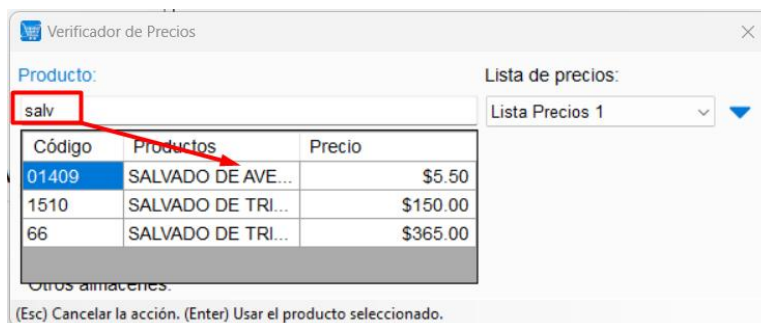 Verificador de Precios
Producto: Lista de precios:
salv Lista Precios 1
Código Productos Precio
01409 SALVADO DE AVE... $5.50
1510 SALVADO DE TRI... $150.00
66 SALVADO DE TRI... $365.00
Otros almacenes:
(Esc) Cancelar la acción. (Enter) Usar el producto seleccionado.